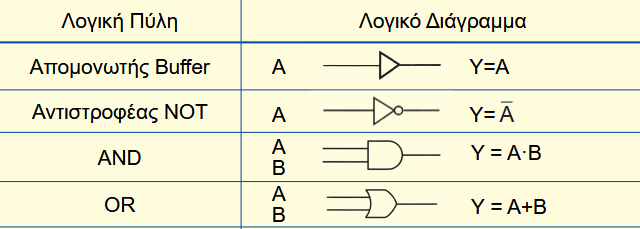 Λογική Πύλη Λογικό Διάγραμμα
Απομονωτής Buffer A Y=A
Αντιστροφέας NOT A Y= A̅
AND A B Y = A·B
OR A B Y = A+B